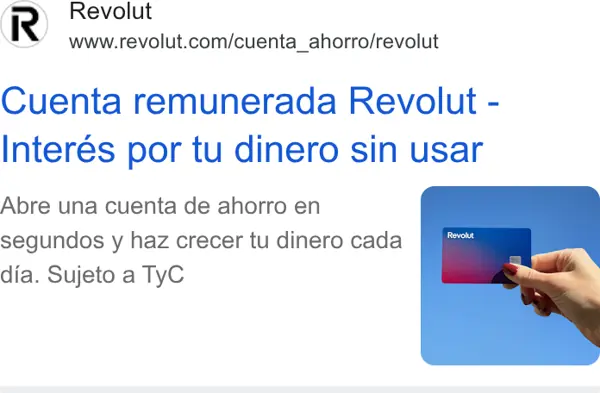 Revolut
www.revolut.com/cuenta_ahorro/revolut
Cuenta remunerada Revolut -
Interés por tu dinero sin usar
Abre una cuenta de ahorro en
segundos y haz crecer tu dinero cada
día. Sujeto a TyC
Revolut